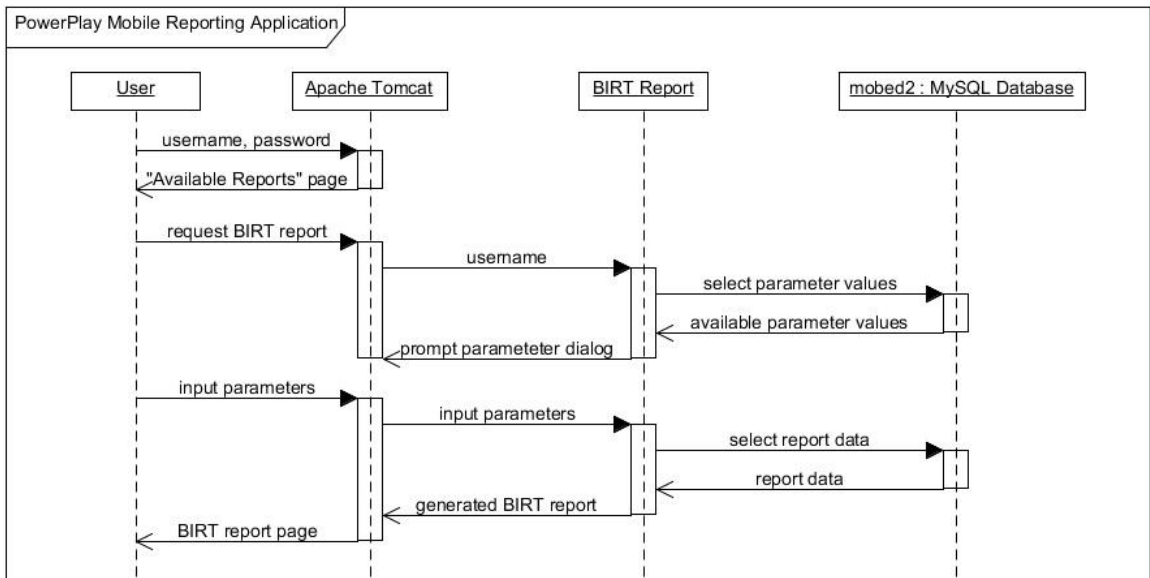 PowerPlay Mobile Reporting Application
User
Apache Tomcat
BIRT Report
mobed2 : MySQL Database
username, password
"Available Reports" page
request BIRT report
username
select parameter values
available parameter values
prompt parameteter dialog
input parameters
input parameters
select report data
report data
generated BIRT report
BIRT report page